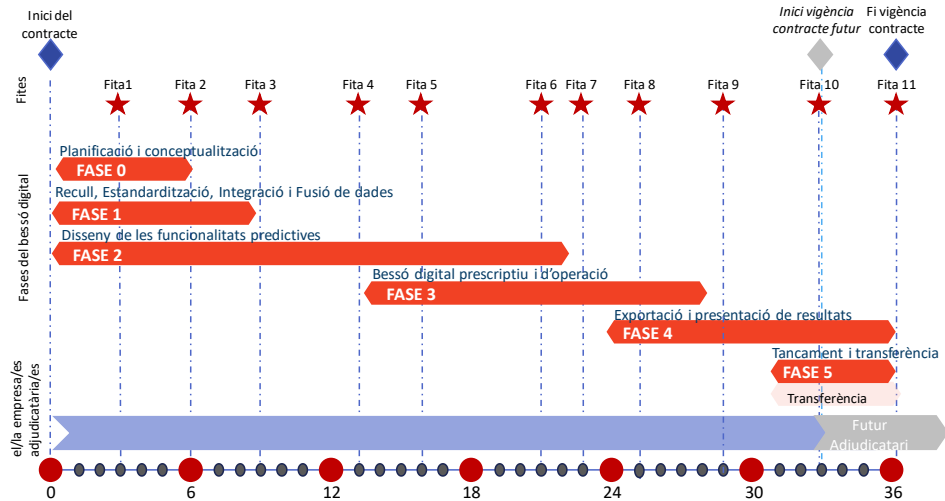 Inici del
contracte
Inici vigència
contracte futur
Fi vigència
contracte
Fites
Fita1
Fita 2
Fita 3
Fita 4
Fita 5
Fita 6
Fita 7
Fita 8
Fita 9
Fita 10
Fita 11
Fases del bessó digital
Planificació i conceptualització
FASE 0
Recull, Estandardització, Integració i Fusió de dades
FASE 1
Disseny de les funcionalitats predictives
FASE 2
Bessó digital prescriptiu i d’operació
FASE 3
Exportació i presentació de resultats
FASE 4
Tancament i transferència
FASE 5
Transferència
el/la empresa/es
adjudicatària/es
Futur
Adjudicatari
0
6
12
18
24
30
36